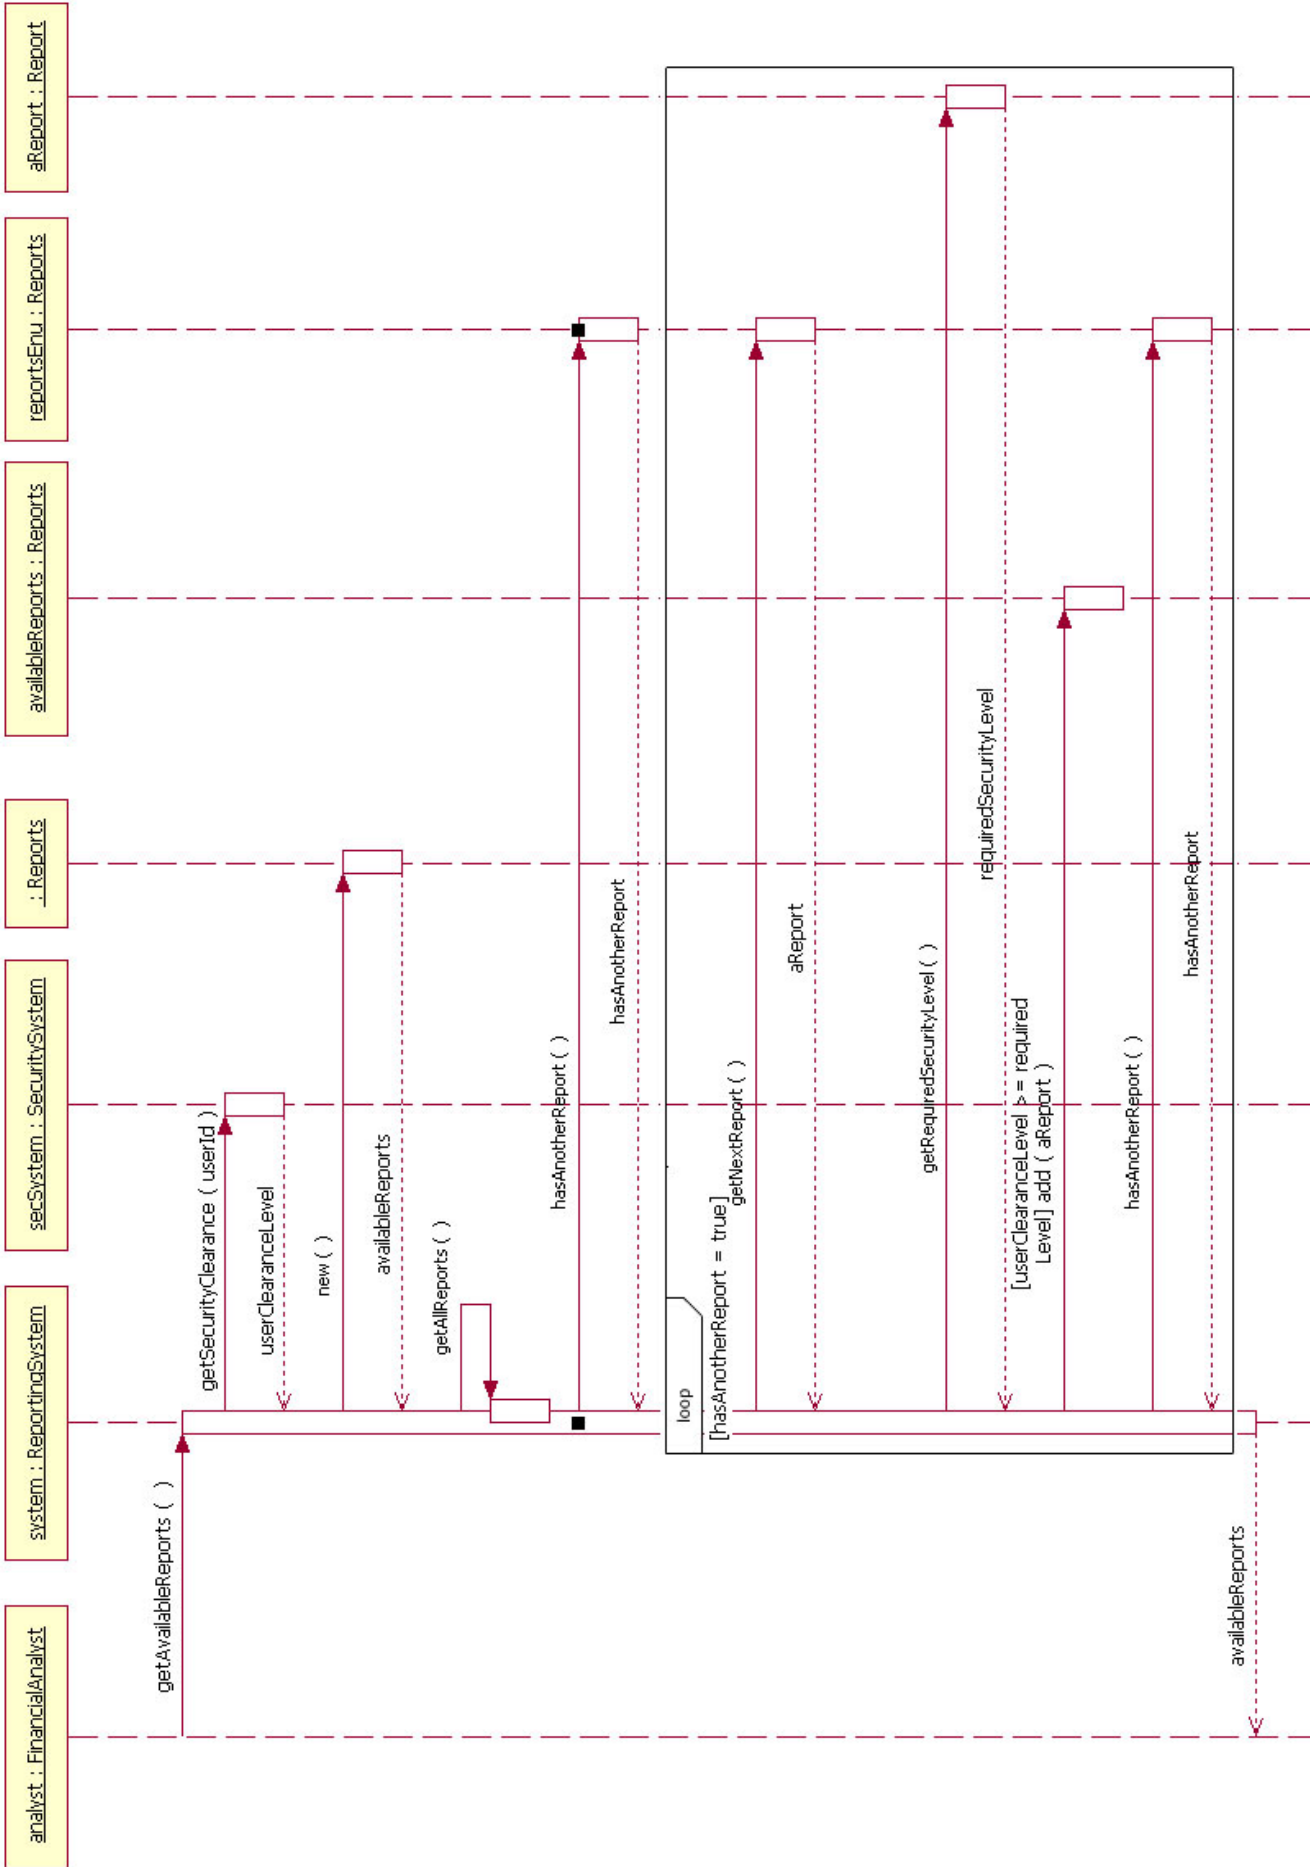 analyst : FinancialAnalyst
system : ReportingSystem
secSystem : SecuritySystem
: Reports
availableReports : Reports
reportsEnu : Reports
aReport : Report
getAvailableReports ( )
getSecurityClearance ( userId )
userClearanceLevel
new ( )
availableReports
getAllReports ( )
hasAnotherReport ( )
hasAnotherReport
loop
[hasAnotherReport = true]
getNextReport ( )
aReport
getRequredSecurityLevel ( )
requiredSecurityLevel
[userClearanceLevel > = required
Level] add ( aReport )
hasAnotherReport ( )
hasAnotherReport
availableReports